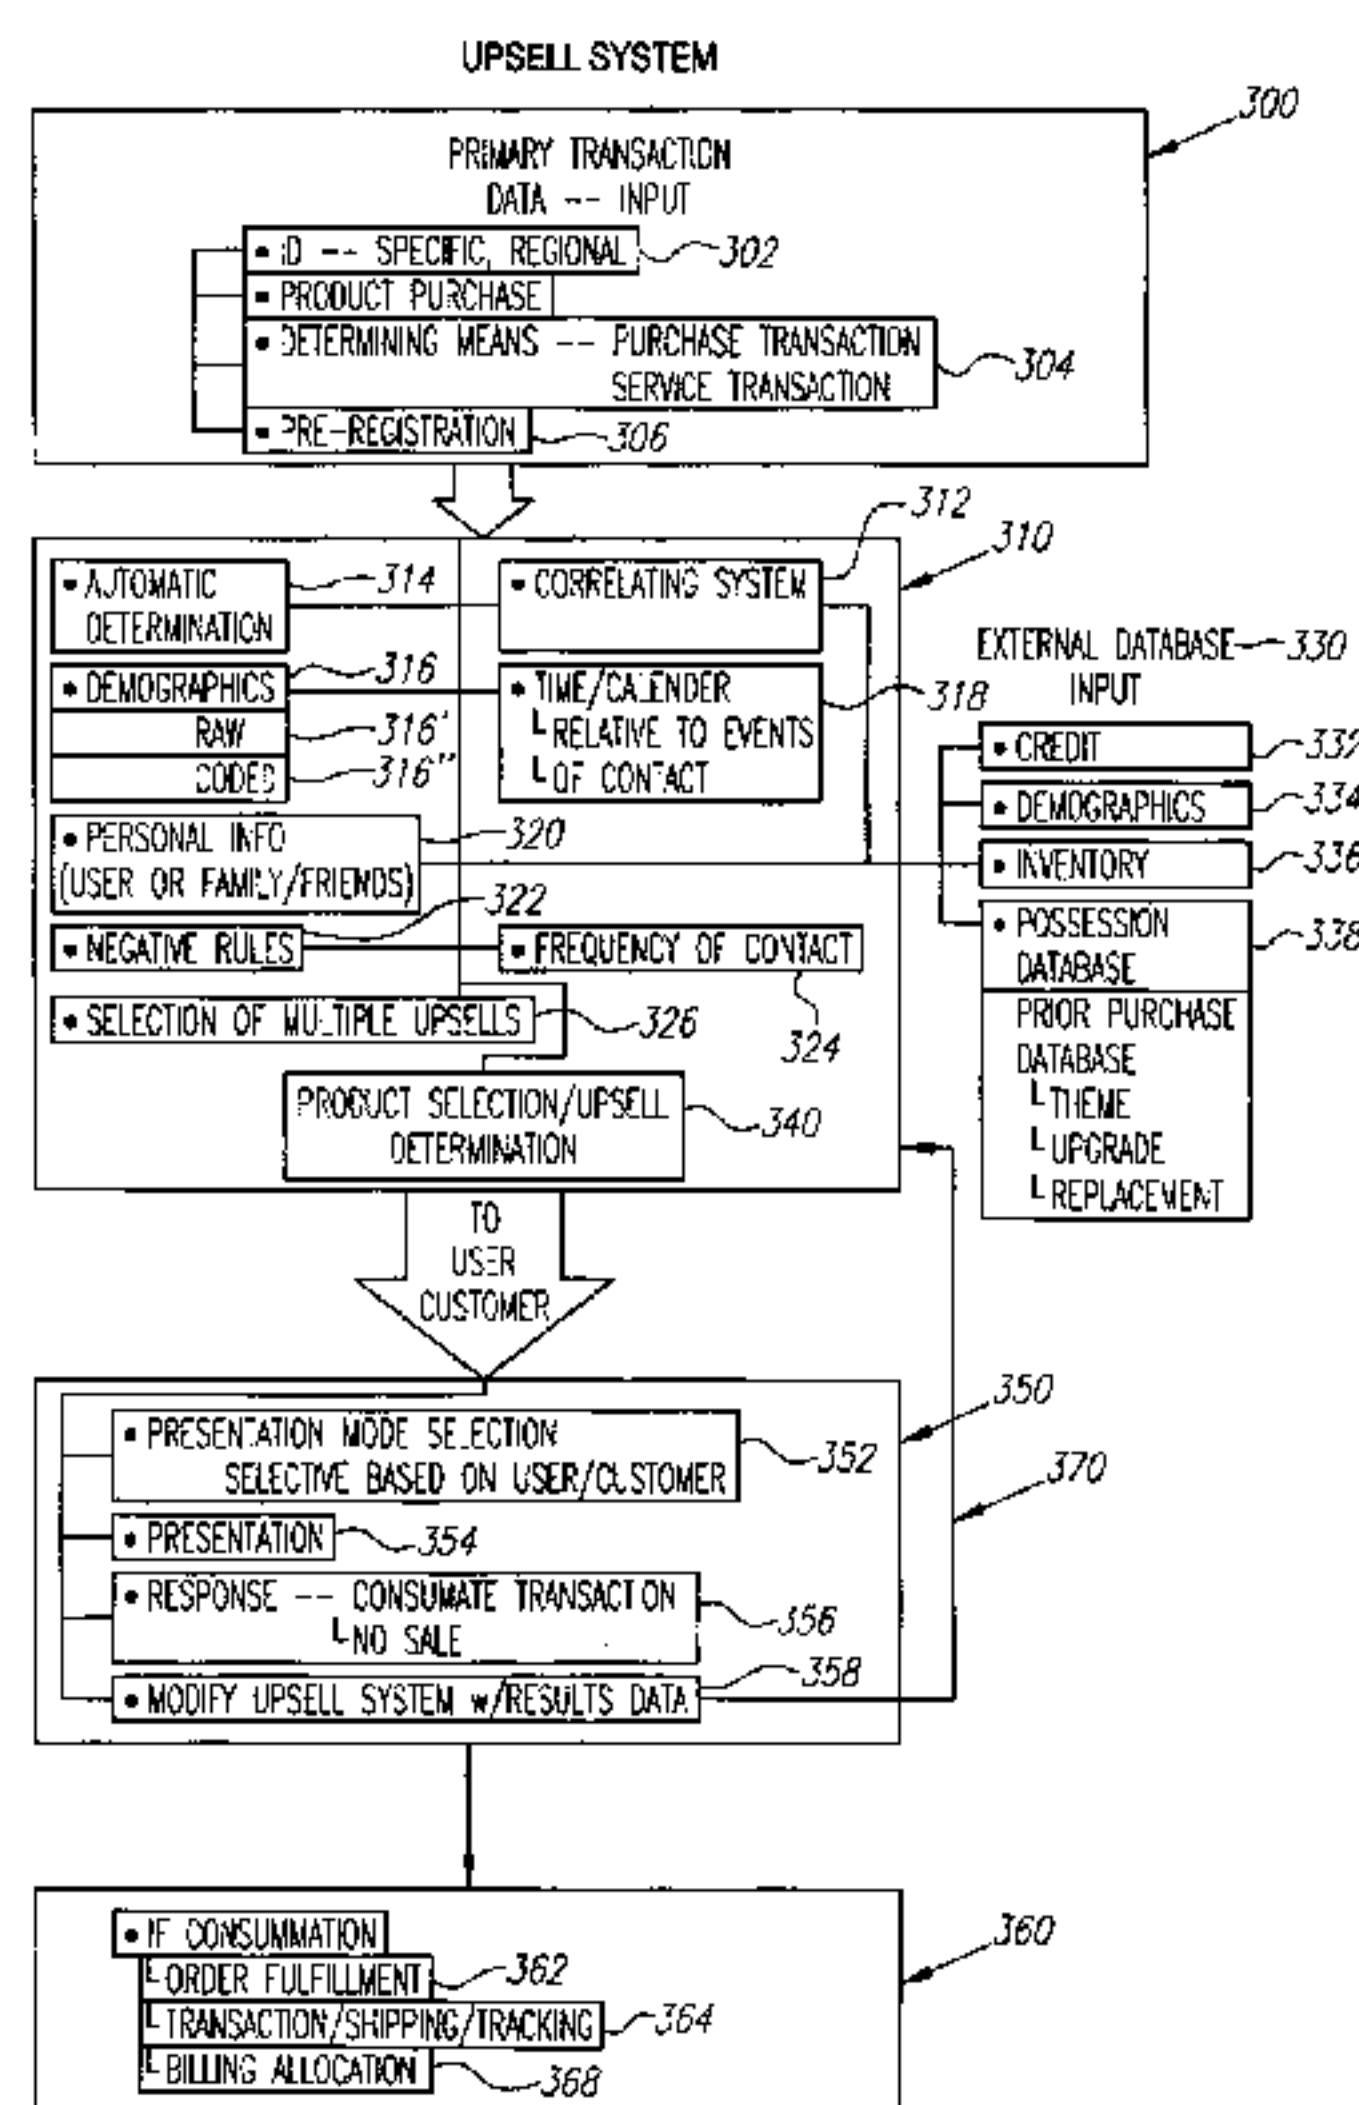 UPSELL SYSTEM
300
PRIMARY TRANSACTION
DATA -- INPUT
• ID -- SPECIFIC, REGIONAL
302
• PRODUCT PURCHASE
• DETERMINING MEANS -- PURCHASE TRANSACTION
SERVICE TRANSACTION
304
• PRE-REGISTRATION
306
312
310
• AUTOMATIC
DETERMINATION
314
• CORRELATING SYSTEM
• DEMOGRAPHICS
316
RAW
316'
CODED
316"
• TIME/CALENDER
RELATIVE TO EVENTS
OF CONTACT
318
EXTERNAL DATABASE
INPUT
330
• CREDIT
332
• DEMOGRAPHICS
334
• INVENTORY
336
• POSSESSION
DATABASE
338
PRIOR PURCHASE
DATABASE
THEME
UPGRADE
REPLACEMENT
• PERSONAL INFO
(USER OR FAMILY/FRIENDS)
320
322
• NEGATIVE RULES
• FREQUENCY OF CONTACT
324
• SELECTION OF MULTIPLE UPSELLS
326
PRODUCT SELECTION/UPSELL
DETERMINATION
340
TO
USER
CUSTOMER
350
• PRESENTATION MODE SELECTION
SELECTIVE BASED ON USER/CUSTOMER
352
370
• PRESENTATION
354
• RESPONSE -- CONSUMATE TRANSACTION
NO SALE
356
• MODIFY UPSELL SYSTEM w/RESULTS DATA
358
360
• IF CONSUMMATION
ORDER FULFILLMENT
362
TRANSACTION/SHIPPING/TRACKING
364
BILLING ALLOCATION
368